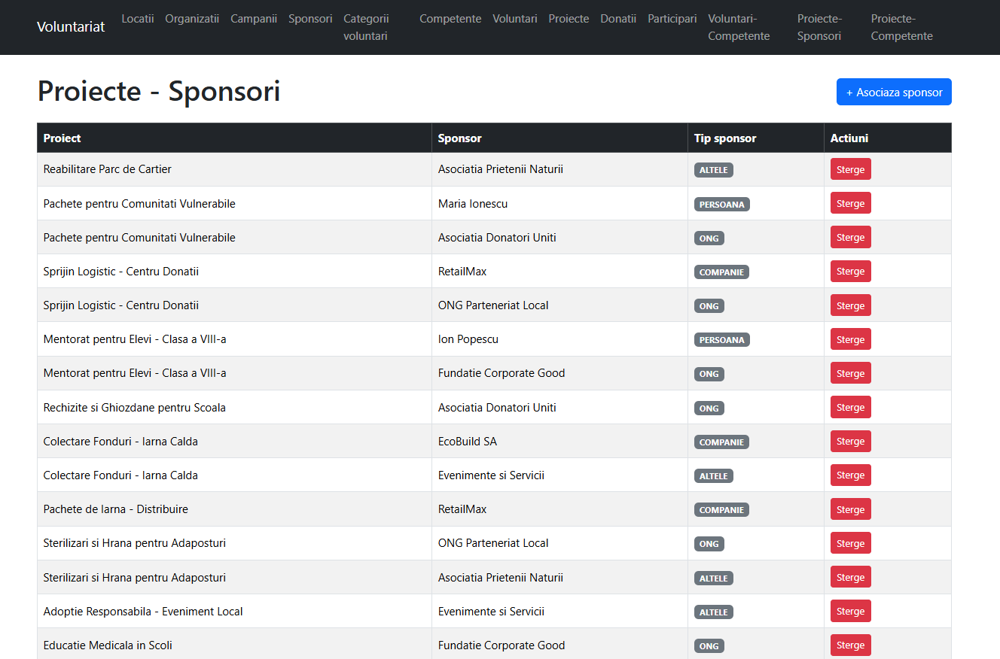 Voluntariat Locatii Organizatii Campanii Sponsori Categorii voluntari Competente Voluntari Proiecte Donatii Participari Voluntari-Competente Proiecte-Sponsori Proiecte-Competente
Proiecte - Sponsori
+ Asociaza sponsor
Proiect Sponsor Tip sponsor Actiuni
Reabilitare Parc de Cartier Asociatia Prietenii Naturii ALTELE Sterge
Pachete pentru Comunitati Vulnerabile Maria Ionescu PERSOANA Sterge
Pachete pentru Comunitati Vulnerabile Asociatia Donatori Uniti ONG Sterge
Sprijin Logistic - Centru Donatii RetailMax COMPANIE Sterge
Sprijin Logistic - Centru Donatii ONG Parteneriat Local ONG Sterge
Mentorat pentru Elevi - Clasa a VIII-a Ion Popescu PERSOANA Sterge
Mentorat pentru Elevi - Clasa a VIII-a Fundatie Corporate Good ONG Sterge
Rechizite si Ghiozdane pentru Scoala Asociatia Donatori Uniti ONG Sterge
Colectare Fonduri - Iarna Calda EcoBuild SA COMPANIE Sterge
Colectare Fonduri - Iarna Calda Evenimente si Servicii ALTELE Sterge
Pachete de Iarna - Distribuire RetailMax COMPANIE Sterge
Sterilizari si Hrana pentru Adaposturi ONG Parteneriat Local ONG Sterge
Sterilizari si Hrana pentru Adaposturi Asociatia Prietenii Naturii ALTELE Sterge
Adoptie Responsabila - Eveniment Local Evenimente si Servicii ALTELE Sterge
Educatie Medicala in Scoli Fundatie Corporate Good ONG Sterge